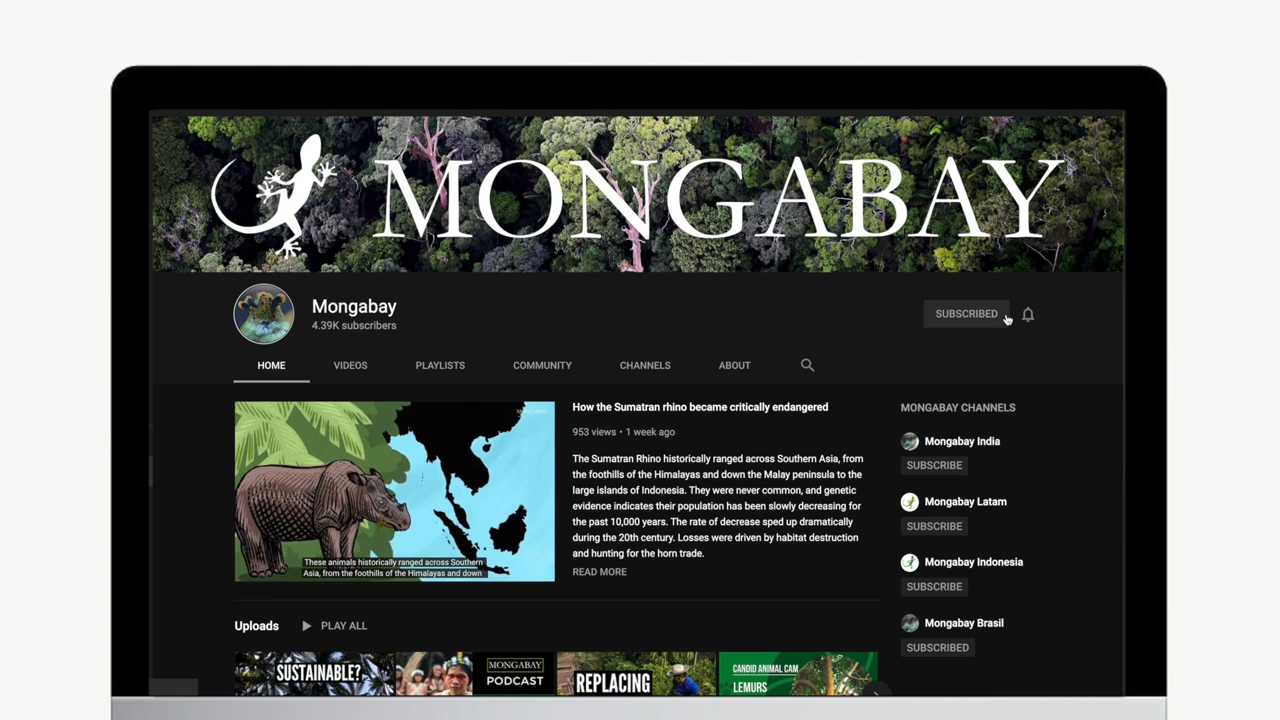 MONGABAY
Mongabay
4.39K subscribers
SUBSCRIBED
HOME
VIDEOS
PLAYLISTS
COMMUNITY
CHANNELS
ABOUT
These animals historically ranged across Southern
Asia, from the foothills of the Himalayas and down
How the Sumatran rhino became critically endangered
953 views • 1 week ago
The Sumatran Rhino historically ranged across Southern Asia, from
the foothills of the Himalayas and down the Malay peninsula to the
large islands of Indonesia. They were never common, and genetic
evidence indicates their population has been slowly decreasing for
the past 10,000 years. The rate of decrease sped up dramatically
during the 20th century. Losses were driven by habitat destruction
and hunting for the horn trade.
READ MORE
MONGABAY CHANNELS
Mongabay India
SUBSCRIBE
Mongabay Latam
SUBSCRIBE
Mongabay Indonesia
SUBSCRIBE
Mongabay Brasil
SUBSCRIBED
Uploads
PLAY ALL
SUSTAINABLE?
MONGABAY
PODCAST
REPLACING
CANDID ANIMAL CAM
LEMURS